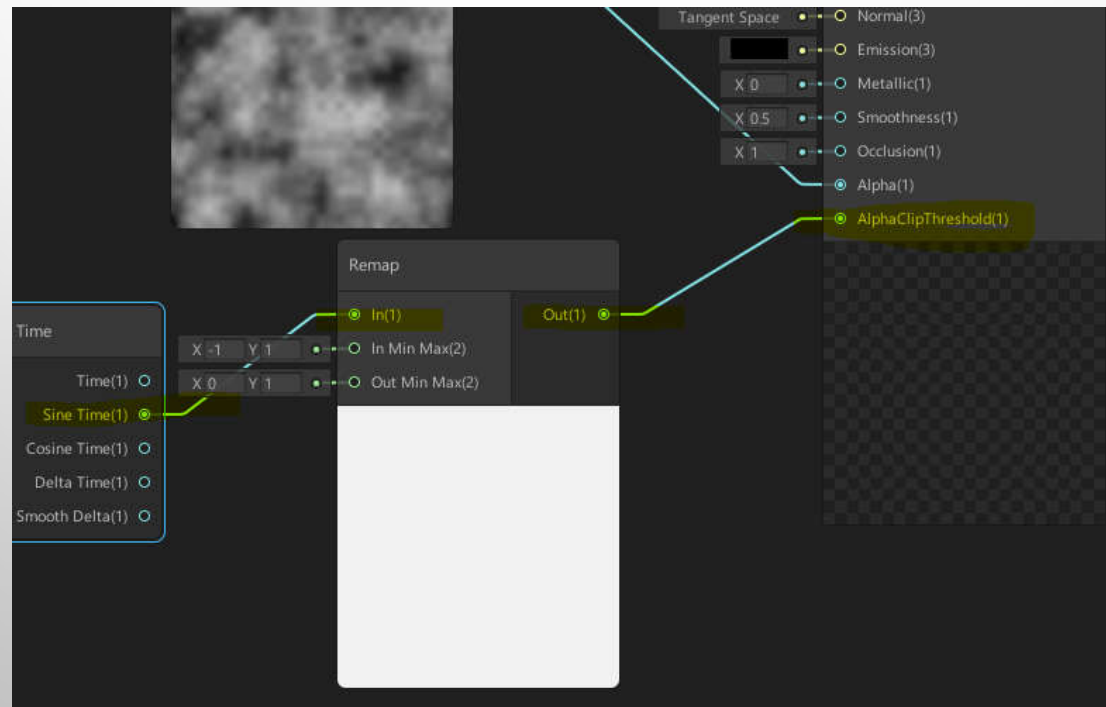 Tangent Space
Normal(3)
Emission(3)
X 0
Metallic(1)
X 0.5
Smoothness(1)
X 1
Occlusion(1)
Alpha(1)
AlphaClipThreshold(1)
Remap
In(1)
Out(1)
X -1 Y 1
In Min Max(2)
X 0 Y 1
Out Min Max(2)
Time
Time(1)
Sine Time(1)
Cosine Time(1)
Delta Time(1)
Smooth Delta(1)